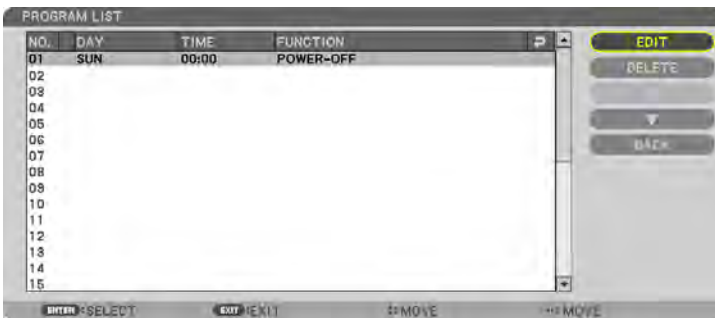 PROGRAM LIST
NO. DAY TIME FUNCTION
01 SUN 00:00 POWER-OFF
02
03
04
05
06
07
08
09
10
11
12
13
14
15
EDIT
DELETE
▼
BACK
ENTER :SELECT EXIT :EXIT :MOVE :MOVE